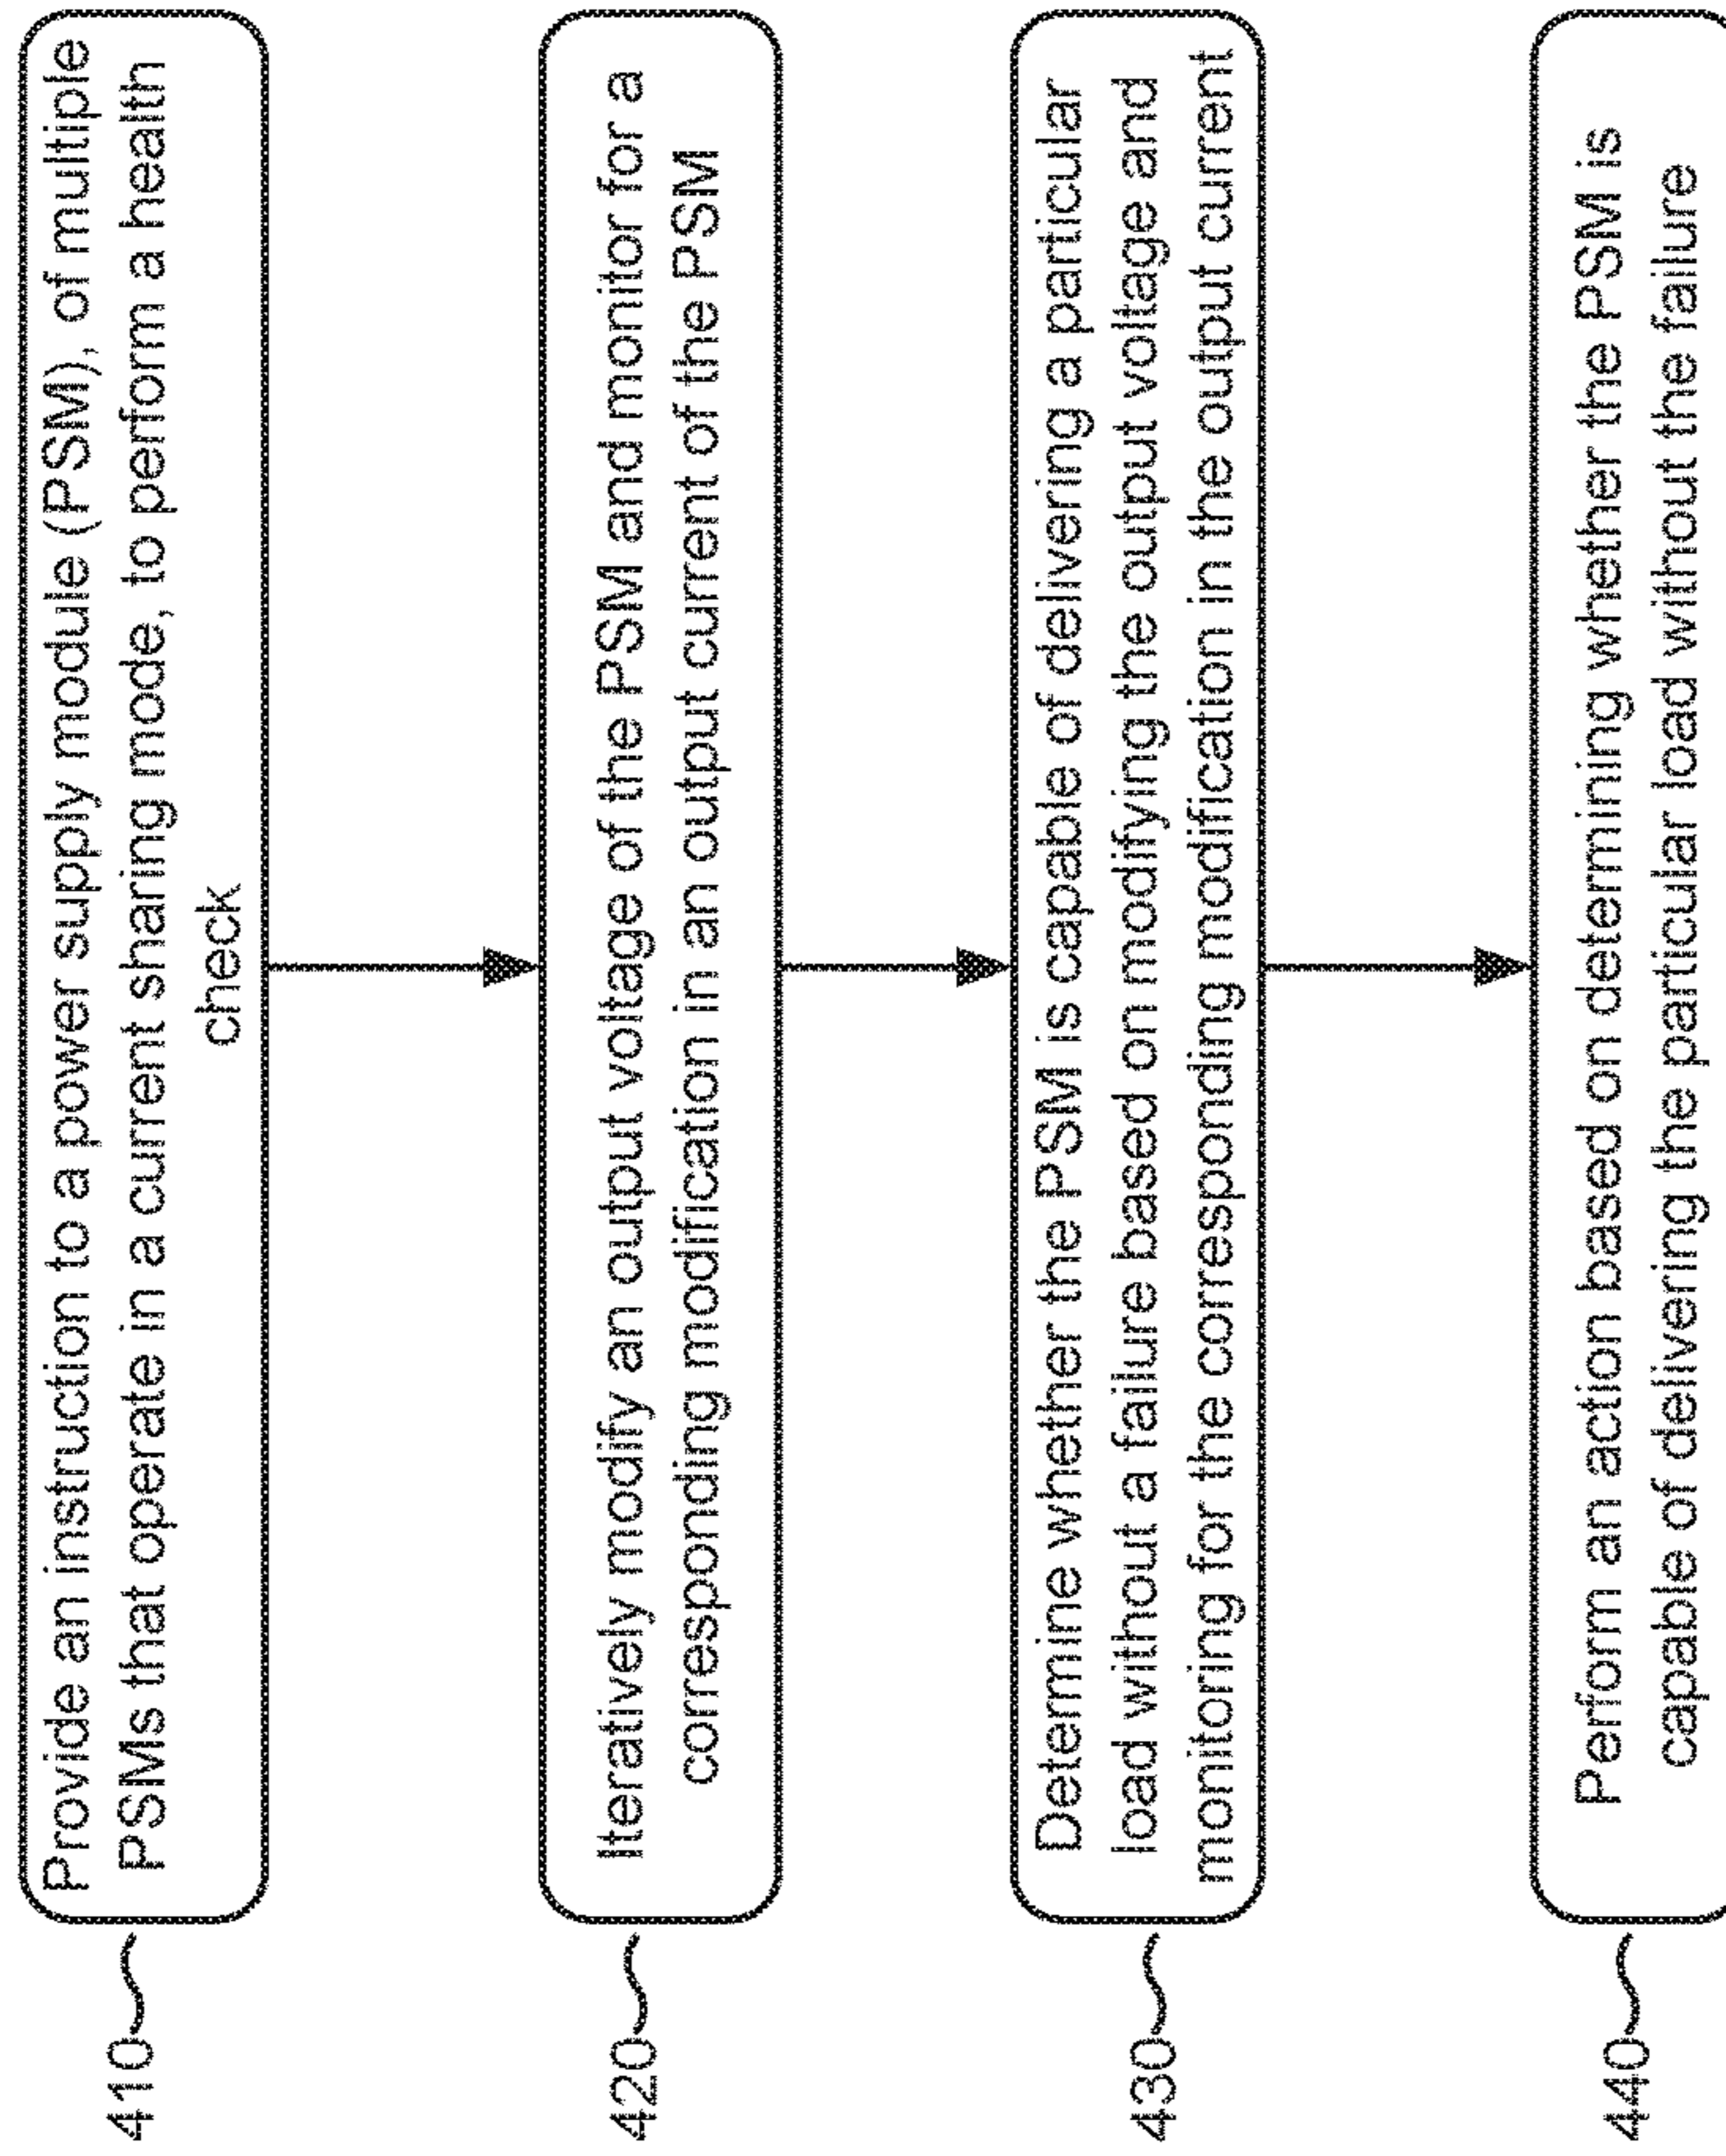 410
Provide an instruction to a power supply module (PSM), of multiple
PSMs that operate in a current sharing mode, to perform a health
check
420
Iteratively modify an output voltage of the PSM and monitor for a
corresponding modification in an output current of the PSM
430
Determine whether the PSM is capable of delivering a particular
load without a failure based on modifying the output voltage and
monitoring for the corresponding modification in the output current
440
Perform an action based on determining whether the PSM is
capable of delivering the particular load without the failure